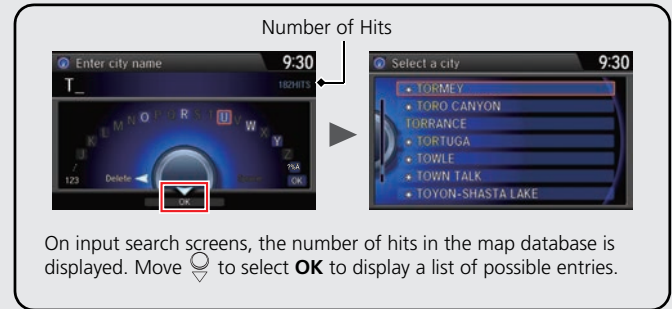 Number of Hits
Enter city name 9:30
T_ 182HITS
J K L M N O P Q R S T U V W X Y Z
123 Delete ?%A OK
OK
Select a city 9:30
TORMEY
TORO CANYON
TORRANCE
TORTUGA
TOWLE
TOWN TALK
TOYON-SHASTA LAKE
On input search screens, the number of hits in the map database is
displayed. Move to select OK to display a list of possible entries.